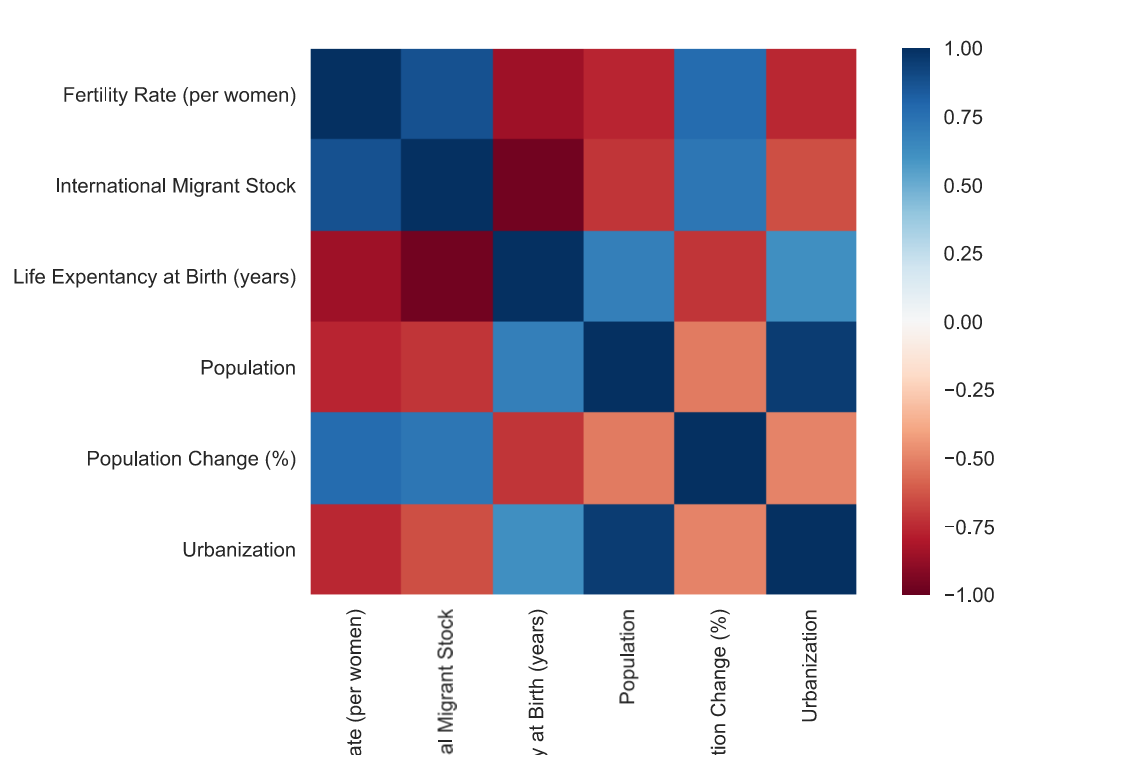 Fertility Rate (per women)
International Migrant Stock
Life Expentancy at Birth (years)
Population
Population Change (%)
Urbanization
ate (per women)
al Migrant Stock
y at Birth (years)
Population
tion Change (%)
Urbanization
1.00
0.75
0.50
0.25
0.00
−0.25
−0.50
−0.75
−1.00